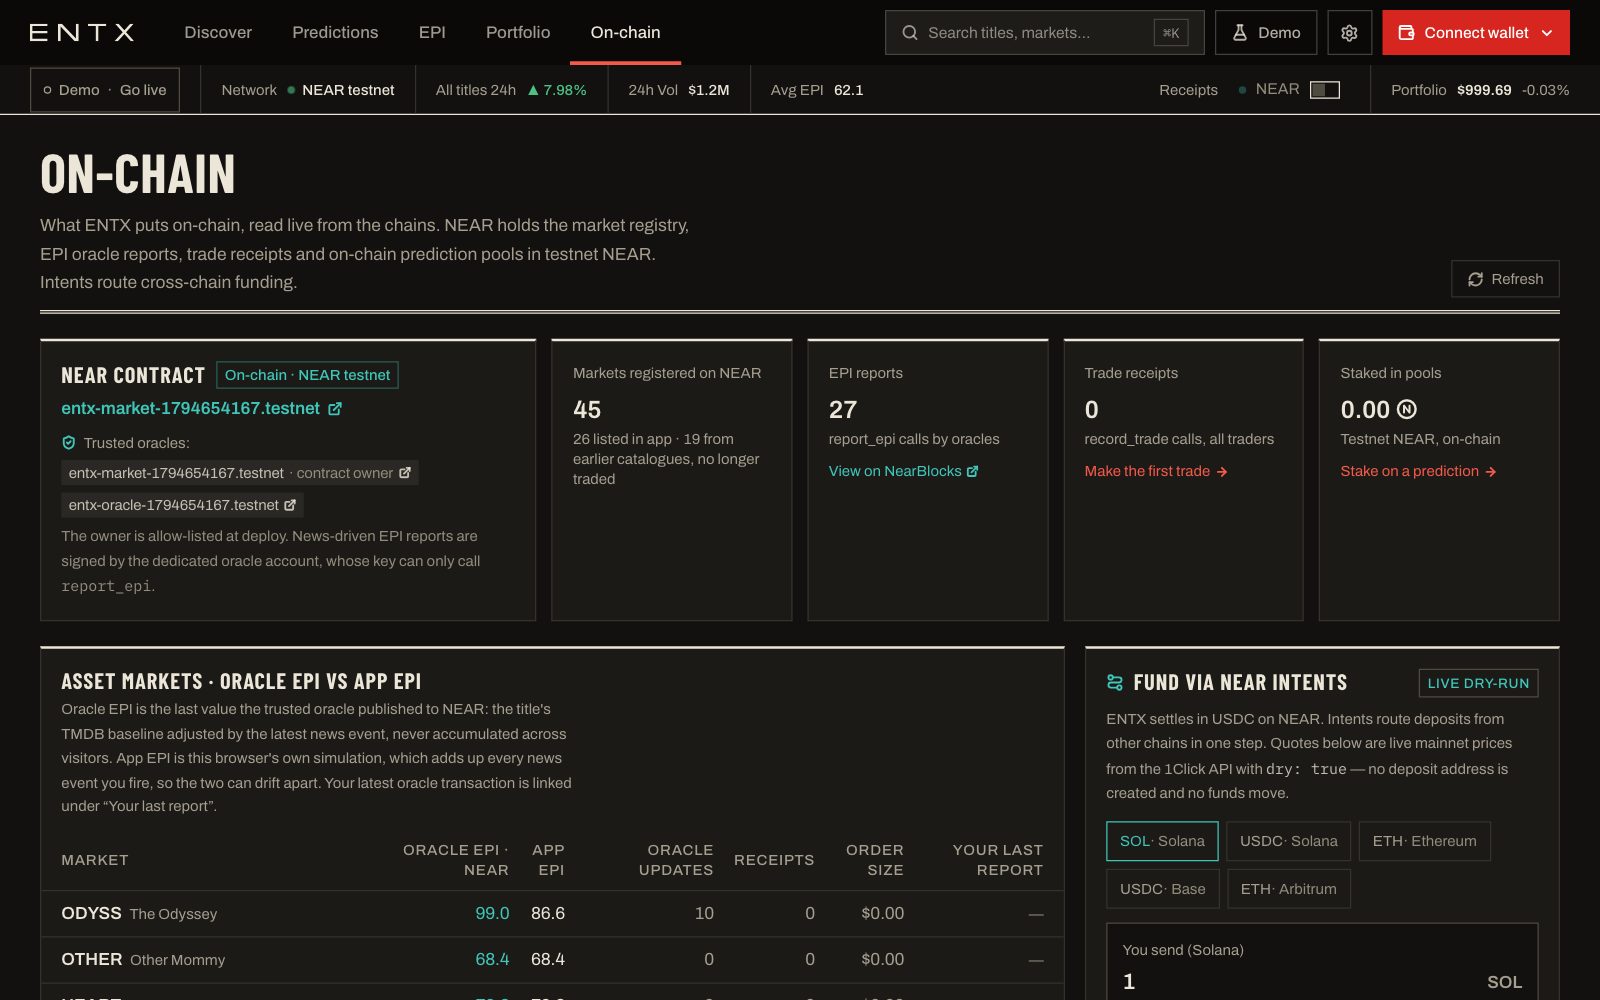 ENTX Discover Predictions EPI Portfolio On-chain Search titles, markets... ⌘K Demo Connect wallet
Demo · Go live Network NEAR testnet All titles 24h ▲ 7.98% 24h Vol $1.2M Avg EPI 62.1 Receipts NEAR Portfolio $999.69 -0.03%
ON-CHAIN
What ENTX puts on-chain, read live from the chains. NEAR holds the market registry,
EPI oracle reports, trade receipts and on-chain prediction pools in testnet NEAR.
Intents route cross-chain funding.
Refresh
NEAR CONTRACT On-chain · NEAR testnet
entx-market-1794654167.testnet
Trusted oracles:
entx-market-1794654167.testnet · contract owner
entx-oracle-1794654167.testnet
The owner is allow-listed at deploy. News-driven EPI reports are
signed by the dedicated oracle account, whose key can only call
report_epi.
Markets registered on NEAR
45
26 listed in app · 19 from
earlier catalogues, no longer
traded
EPI reports
27
report_epi calls by oracles
View on NearBlocks
Trade receipts
0
record_trade calls, all traders
Make the first trade →
Staked in pools
0.00 N
Testnet NEAR, on-chain
Stake on a prediction →
ASSET MARKETS · ORACLE EPI VS APP EPI
Oracle EPI is the last value the trusted oracle published to NEAR: the title's
TMDB baseline adjusted by the latest news event, never accumulated across
visitors. App EPI is this browser's own simulation, which adds up every news
event you fire, so the two can drift apart. Your latest oracle transaction is linked
under “Your last report”.
MARKET ORACLE EPI · NEAR APP EPI ORACLE UPDATES RECEIPTS ORDER SIZE YOUR LAST REPORT
ODYSS The Odyssey 99.0 86.6 10 0 $0.00 —
OTHER Other Mommy 68.4 68.4 0 0 $0.00 —
FUND VIA NEAR INTENTS LIVE DRY-RUN
ENTX settles in USDC on NEAR. Intents route deposits from
other chains in one step. Quotes below are live mainnet prices
from the 1Click API with dry: true — no deposit address is
created and no funds move.
SOL · Solana USDC · Solana ETH · Ethereum
USDC · Base ETH · Arbitrum
You send (Solana)
1 SOL